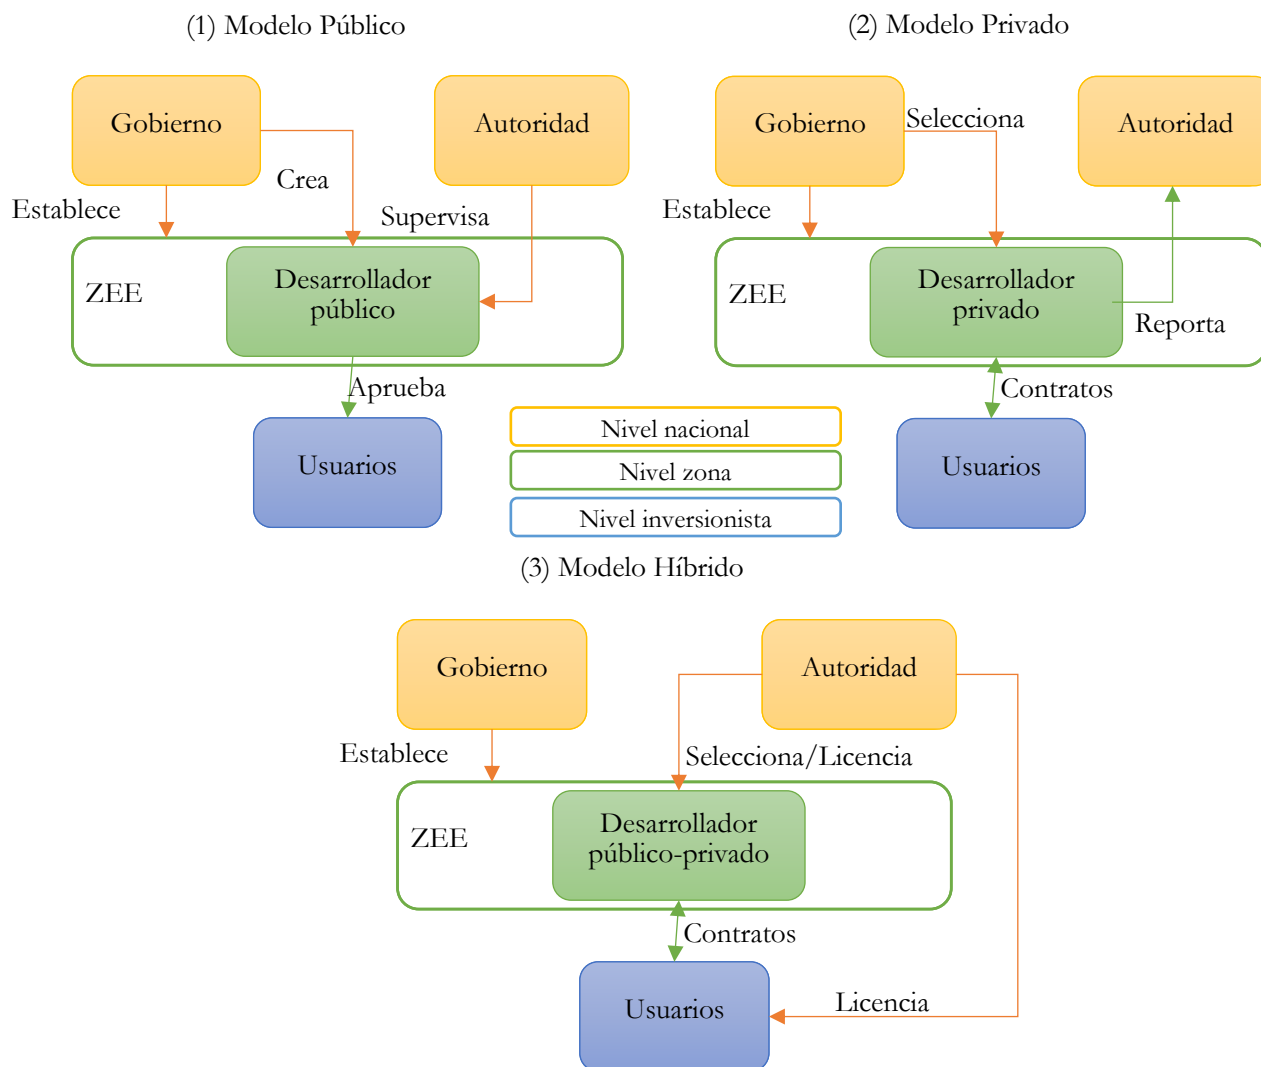 (1) Modelo Público
Gobierno
Autoridad
Crea
Establece
Supervisa
ZEE
Desarrollador
público
Aprueba
Usuarios
(2) Modelo Privado
Gobierno
Selecciona
Autoridad
Establece
ZEE
Desarrollador
privado
Reporta
Contratos
Usuarios
Nivel nacional
Nivel zona
Nivel inversionista
(3) Modelo Híbrido
Gobierno
Autoridad
Establece
Selecciona/Licencia
ZEE
Desarrollador
público-privado
Contratos
Usuarios
Licencia